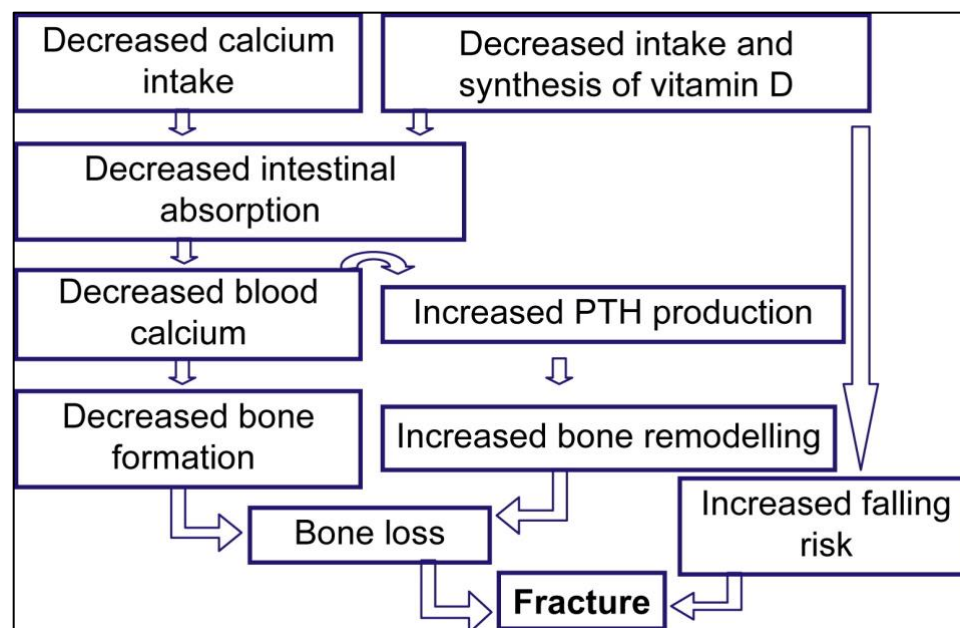 Decreased calcium
intake
Decreased intake and
synthesis of vitamin D
Decreased intestinal
absorption
Decreased blood
calcium
Increased PTH production
Decreased bone
formation
Increased bone remodelling
Increased falling
risk
Bone loss
Fracture